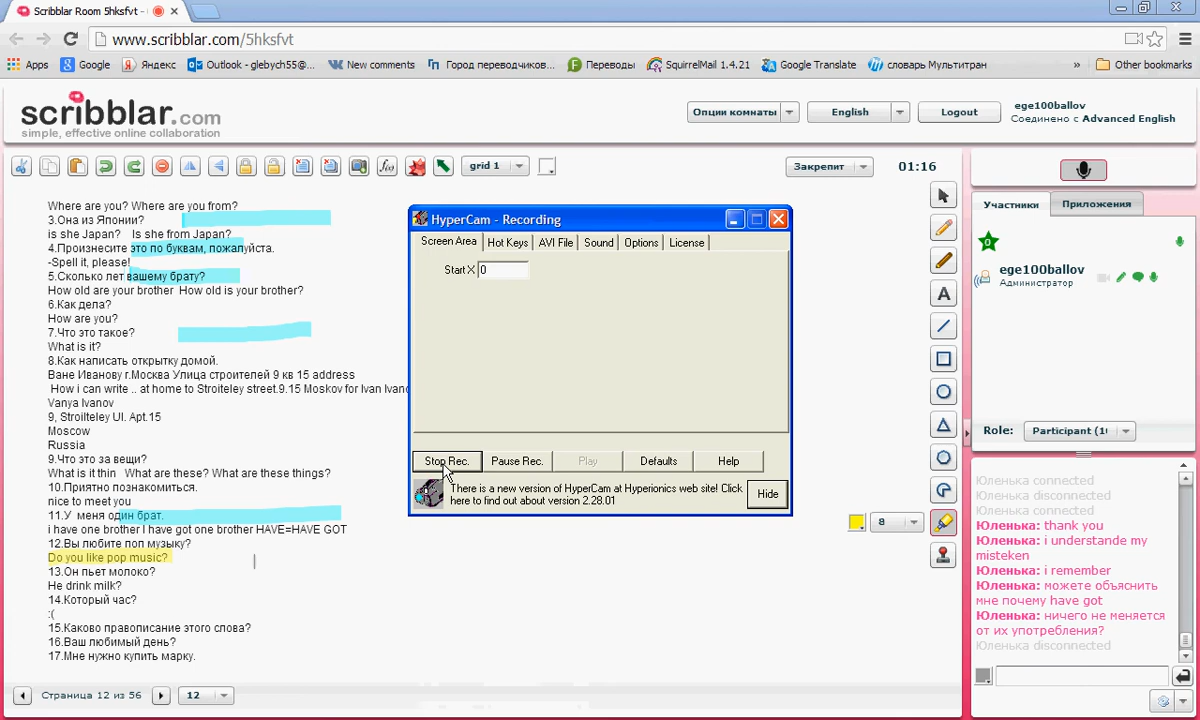 Scribblar Room 5hksfvt -
www.scribblar.com/5hksfvt
Apps
Google
Яндекс
Outlook - glebych55@...
New comments
Город переводчиков...
Переводы
SquirrelMail 1.4.21
Google Translate
словарь Мультитран
»
Other bookmarks
scribblar.com
simple, effective online collaboration
Опции комнаты
English
Logout
ege100ballov
Соединено с Advanced English
f(x)
grid 1
Закрепит
01:16
Where are you? Where are you from?
3.Она из Японии?
is she Japan? Is she from Japan?
4.Произнесите это по буквам, пожалуйста.
-Spell it, please!
5.Сколько лет вашему брату?
How old are your brother How old is your brother?
6.Как дела?
How are you?
7.Что это такое?
What is it?
8.Как написать открытку домой.
Ване Иванову г.Москва Улица строителей 9 кв 15 address
How i can write .. at home to Stroiteley street.9.15 Moskov for Ivan Ivano
Vanya Ivanov
9, Stroilteley Ul. Apt.15
Moscow
Russia
9.Что это за вещи?
What is it thin What are these? What are these things?
10.Приятно познакомиться.
nice to meet you
11.У меня один брат.
i have one brother I have got one brother HAVE=HAVE GOT
12.Вы любите поп музыку?
Do you like pop music?
13.Он пьет молоко?
He drink milk?
14.Который час?
:(
15.Каково правописание этого слова?
16.Ваш любимый день?
17.Мне нужно купить марку.
HyperCam - Recording
Screen Area
Hot Keys
AVI File
Sound
Options
License
Start X
0
Stop Rec.
Pause Rec.
Play
Defaults
Help
There is a new version of HyperCam at Hyperionics web site! Click
here to find out about version 2.28.01
Hide
A
8
Участники
Приложения
0
ege100ballov
Администратор
Role:
Participant (1
Юленька connected
Юленька disconnected
Юленька connected
Юленька: thank you
Юленька: i understande my
misteken
Юленька: i remember
Юленька: можете объяснить
мне почему have got
Юленька: ничего не меняется
от их употребления?
Юленька disconnected
Страница 12 из 56
12